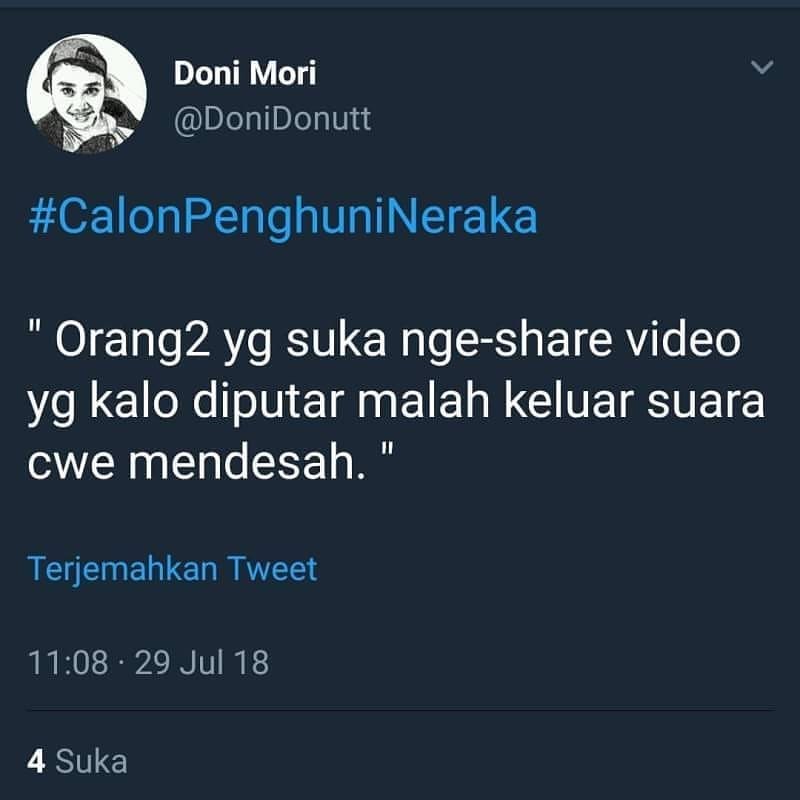 Doni Mori
@DoniDonutt
#CalonPenghuniNeraka
" Orang2 yg suka nge-share video
yg kalo diputar malah keluar suara
cwe mendesah. "
Terjemahkan Tweet
11:08 · 29 Jul 18
4 Suka